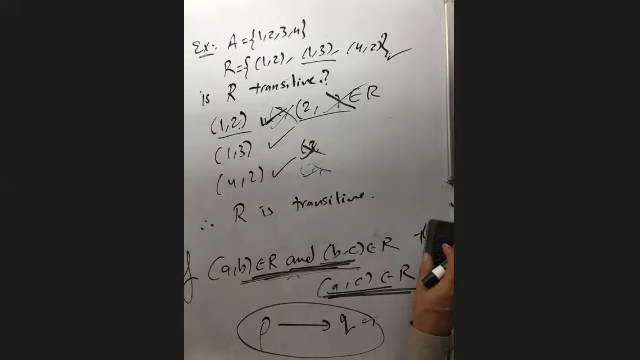 Ex:. A={1,2,3,4}
R={(1,2), (1,3), (4,2)}
is R transitive?
(1,2) ✓ (2, ∈ R
(1,3) ✓
(4,2) ✓
∴ R is transitive.
(a,b)∈R and (b,c)∈R
(a,c)∈R
p → q